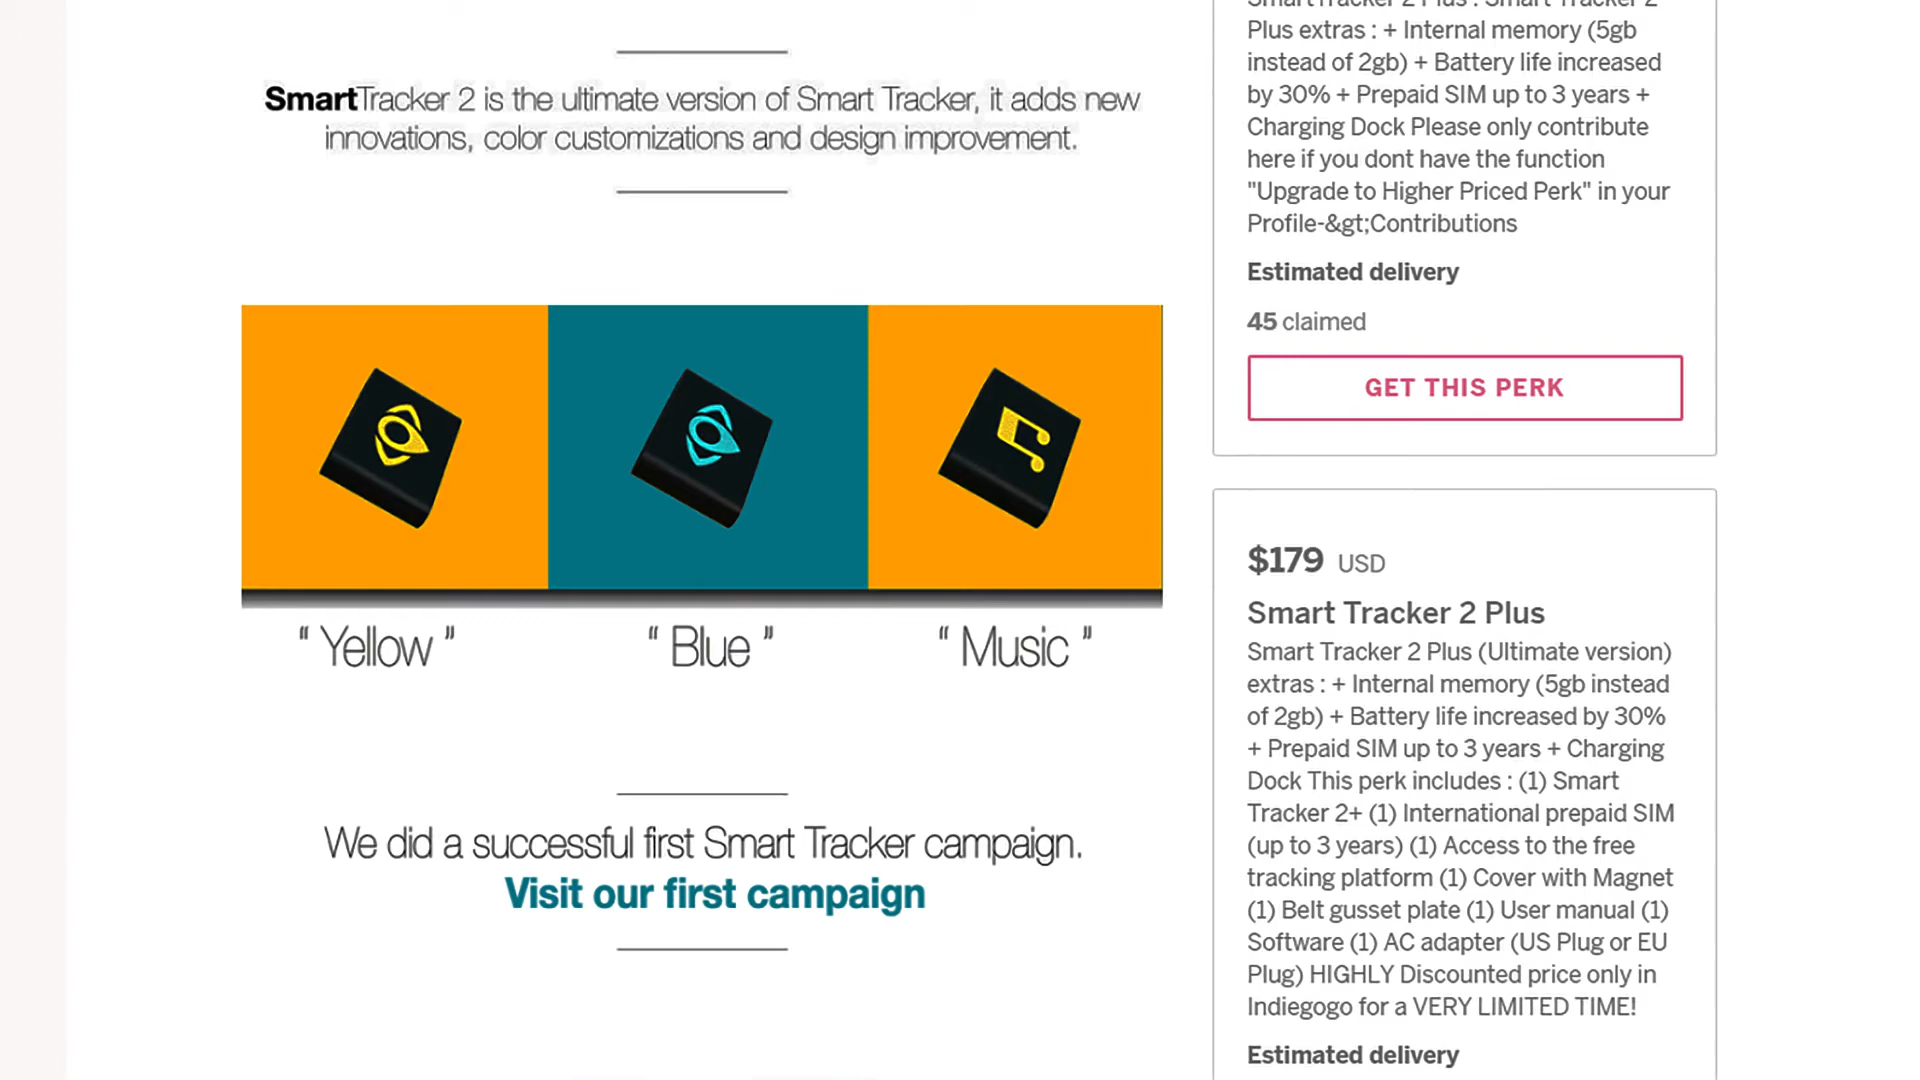 SmartTracker 2 is the ultimate version of Smart Tracker, it adds new
innovations, color customizations and design improvement.
" Yellow "
" Blue "
" Music "
We did a successful first Smart Tracker campaign.
Visit our first campaign
Smart Tracker 2 Plus : Smart Tracker 2
Plus extras : + Internal memory (5gb
instead of 2gb) + Battery life increased
by 30% + Prepaid SIM up to 3 years +
Charging Dock Please only contribute
here if you dont have the function
"Upgrade to Higher Priced Perk" in your
Profile-&gt;Contributions
Estimated delivery
45 claimed
GET THIS PERK
$179 USD
Smart Tracker 2 Plus
Smart Tracker 2 Plus (Ultimate version)
extras : + Internal memory (5gb instead
of 2gb) + Battery life increased by 30%
+ Prepaid SIM up to 3 years + Charging
Dock This perk includes : (1) Smart
Tracker 2+ (1) International prepaid SIM
(up to 3 years) (1) Access to the free
tracking platform (1) Cover with Magnet
(1) Belt gusset plate (1) User manual (1)
Software (1) AC adapter (US Plug or EU
Plug) HIGHLY Discounted price only in
Indiegogo for a VERY LIMITED TIME!
Estimated delivery